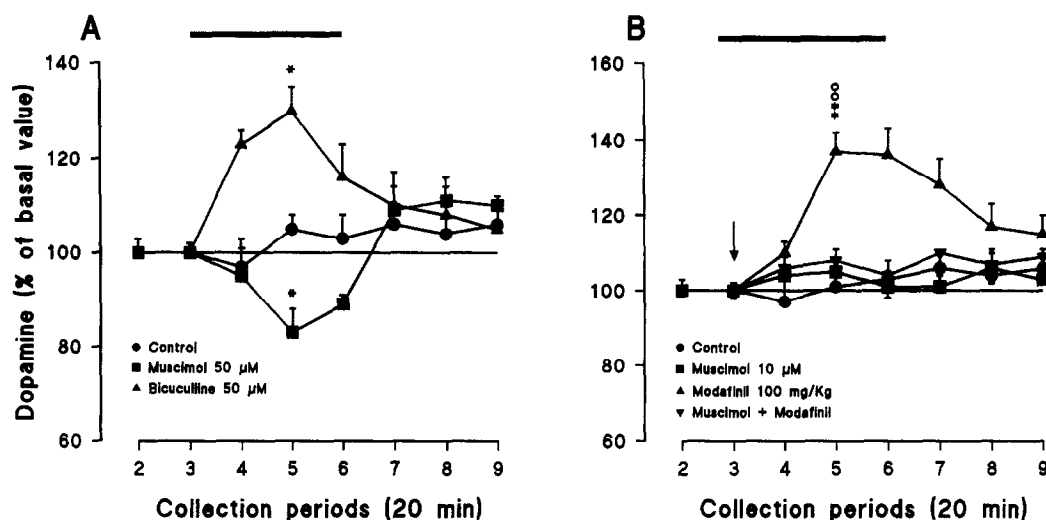 A
140
120
100
80
60
Dopamine (% of basal value)
*
*
● Control
■ Muscimol 50 µM
▲ Bicuculline 50 µM
2 3 4 5 6 7 8 9
Collection periods (20 min)
B
160
140
120
100
80
60
**°°
● Control
■ Muscimol 10 µM
▲ Modafinil 100 mg/Kg
▼ Muscimol + Modafinil
2 3 4 5 6 7 8 9
Collection periods (20 min)